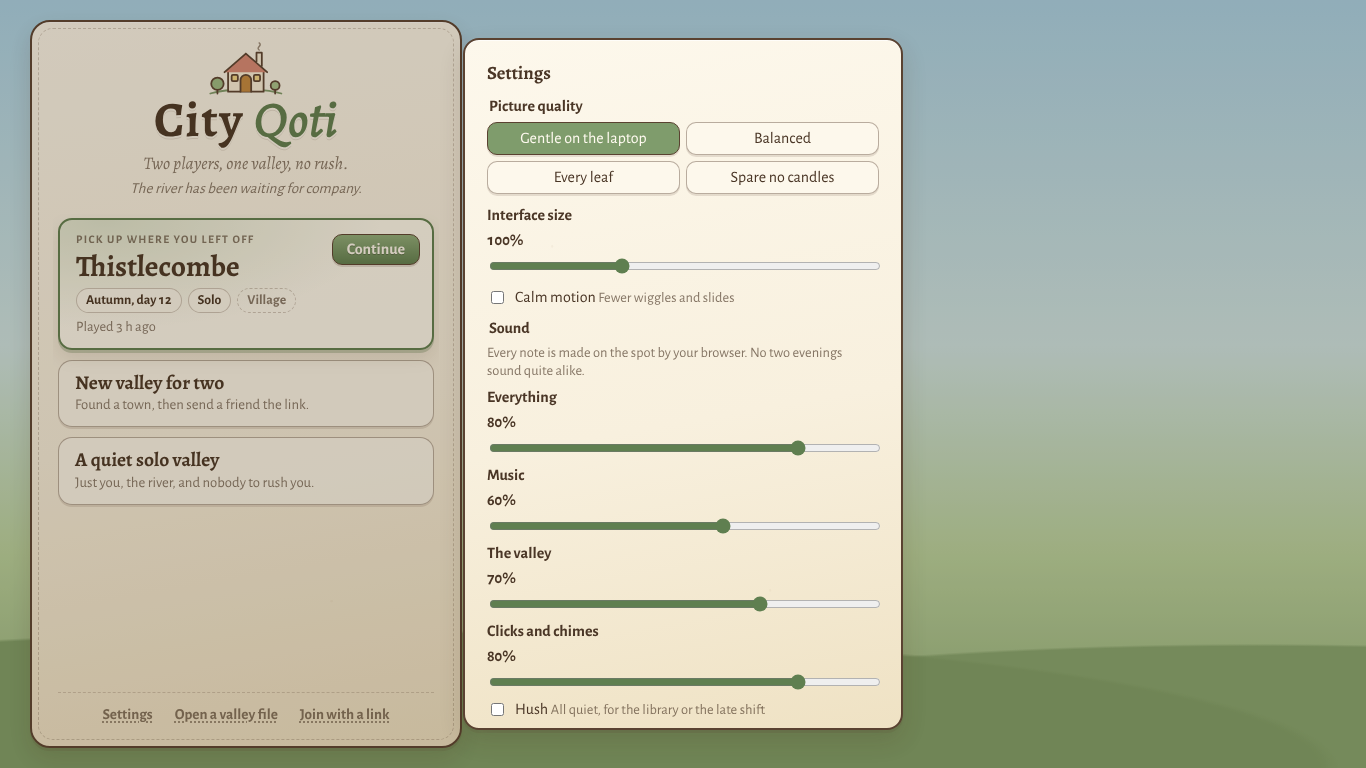 City Qoti
Two players, one valley, no rush.
The river has been waiting for company.
PICK UP WHERE YOU LEFT OFF
Continue
Thistlecombe
Autumn, day 12
Solo
Village
Played 3 h ago
New valley for two
Found a town, then send a friend the link.
A quiet solo valley
Just you, the river, and nobody to rush you.
Settings
Open a valley file
Join with a link
Settings
Picture quality
Gentle on the laptop
Balanced
Every leaf
Spare no candles
Interface size
100%
Calm motion Fewer wiggles and slides
Sound
Every note is made on the spot by your browser. No two evenings
sound quite alike.
Everything
80%
Music
60%
The valley
70%
Clicks and chimes
80%
Hush All quiet, for the library or the late shift